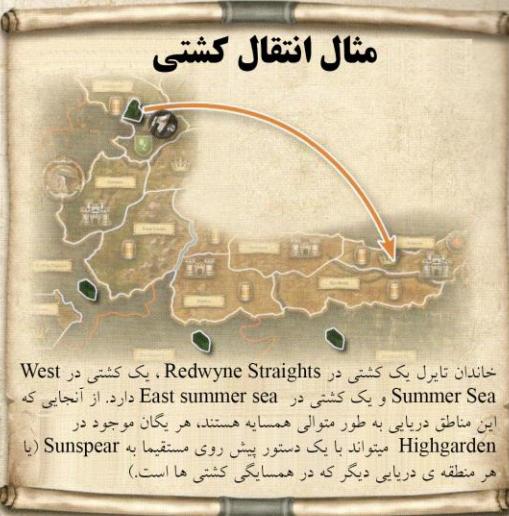 مثال انتقال کشتی
خاندان تایرل یک کشتی در Redwyne Straights ، یک کشتی در West
Summer Sea و یک کشتی در East summer sea دارد. از آنجایی که
این مناطق دریایی به طور متوالی همسایه هستند، هر یگان موجود در
Highgarden میتواند با یک دستور پیش روی مستقیما به Sunspear (یا
هر منطقه ی دریایی دیگر که در همسایگی کشتی ها است.)